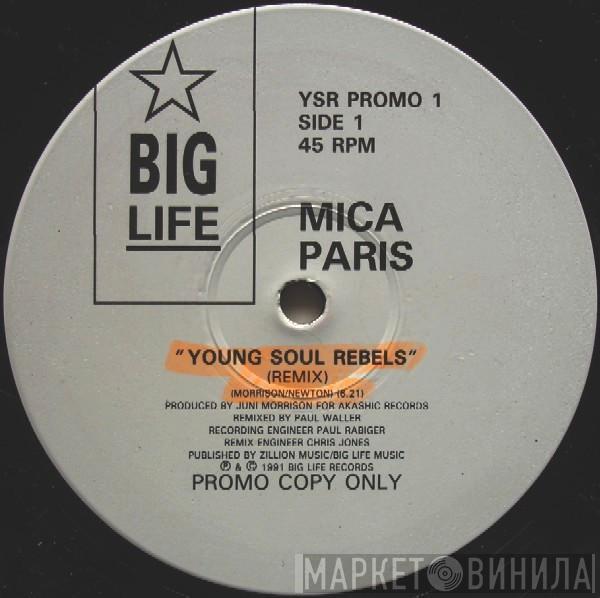 BIG
LIFE
YSR PROMO 1
SIDE 1
45 RPM
MICA
PARIS
"YOUNG SOUL REBELS"
(REMIX)
(MORRISON/NEWTON) (6.21)
PRODUCED BY JUNI MORRISON FOR AKASHIC RECORDS
REMIXED BY PAUL WALLER
RECORDING ENGINEER PAUL RABIGER
REMIX ENGINEER CHRIS JONES
PUBLISHED BY ZILLION MUSIC/BIG LIFE MUSIC
℗ & © 1991 BIG LIFE RECORDS
PROMO COPY ONLY
МАРКЕТ ВИНИЛА